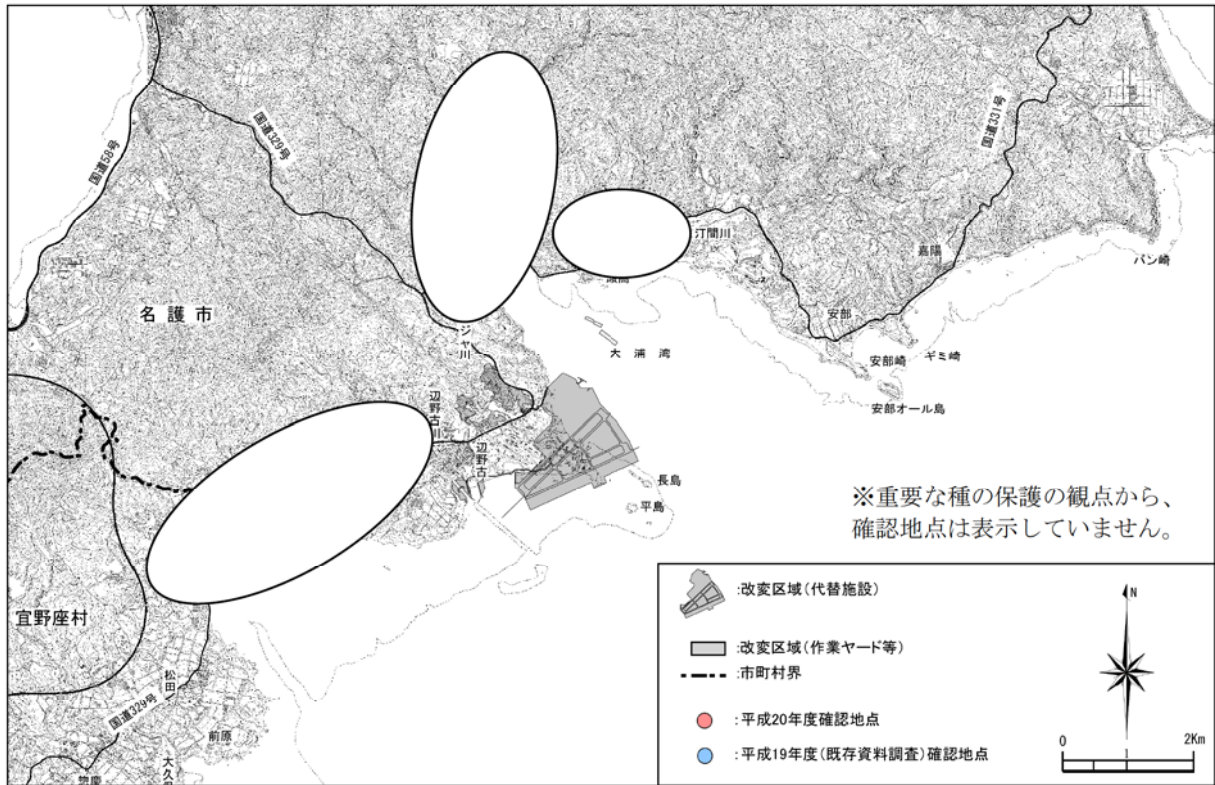 国道58号
国道329号
国道331号
汀間川
嘉陽
バン崎
名護市
ジャ川
大浦湾
安部
安部崎
ギミ崎
安部オール島
辺野古川
辺野古
長島
平島
※重要な種の保護の観点から、
確認地点は表示していません。
宜野座村
松田
国道329号
前原
:改変区域(代替施設)
:改変区域(作業ヤード等)
:市町村界
:平成20年度確認地点
:平成19年度(既存資料調査)確認地点
N
0 2Km